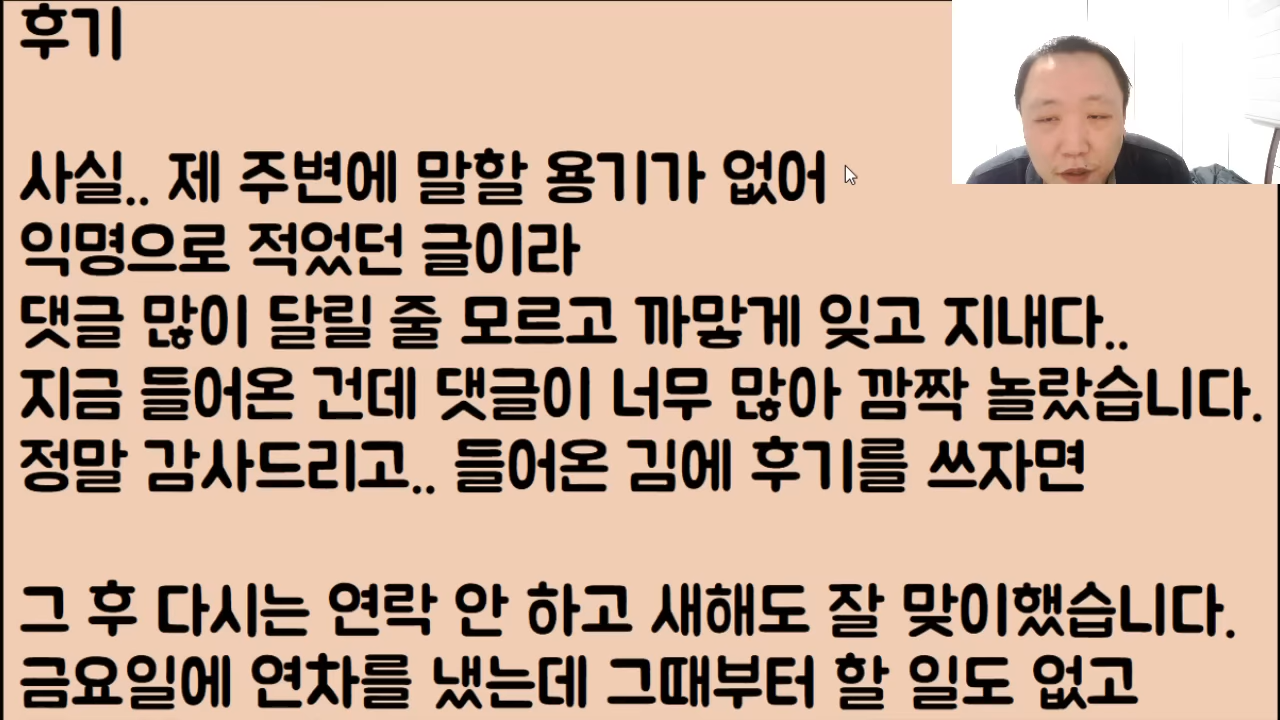 후기
사실.. 제 주변에 말할 용기가 없어
익명으로 적었던 글이라
댓글 많이 달릴 줄 모르고 까맣게 잊고 지내다..
지금 들어온 건데 댓글이 너무 많아 깜짝 놀랐습니다.
정말 감사드리고.. 들어온 김에 후기를 쓰자면
그 후 다시는 연락 안 하고 새해도 잘 맞이했습니다.
금요일에 연차를 냈는데 그때부터 할 일도 없고